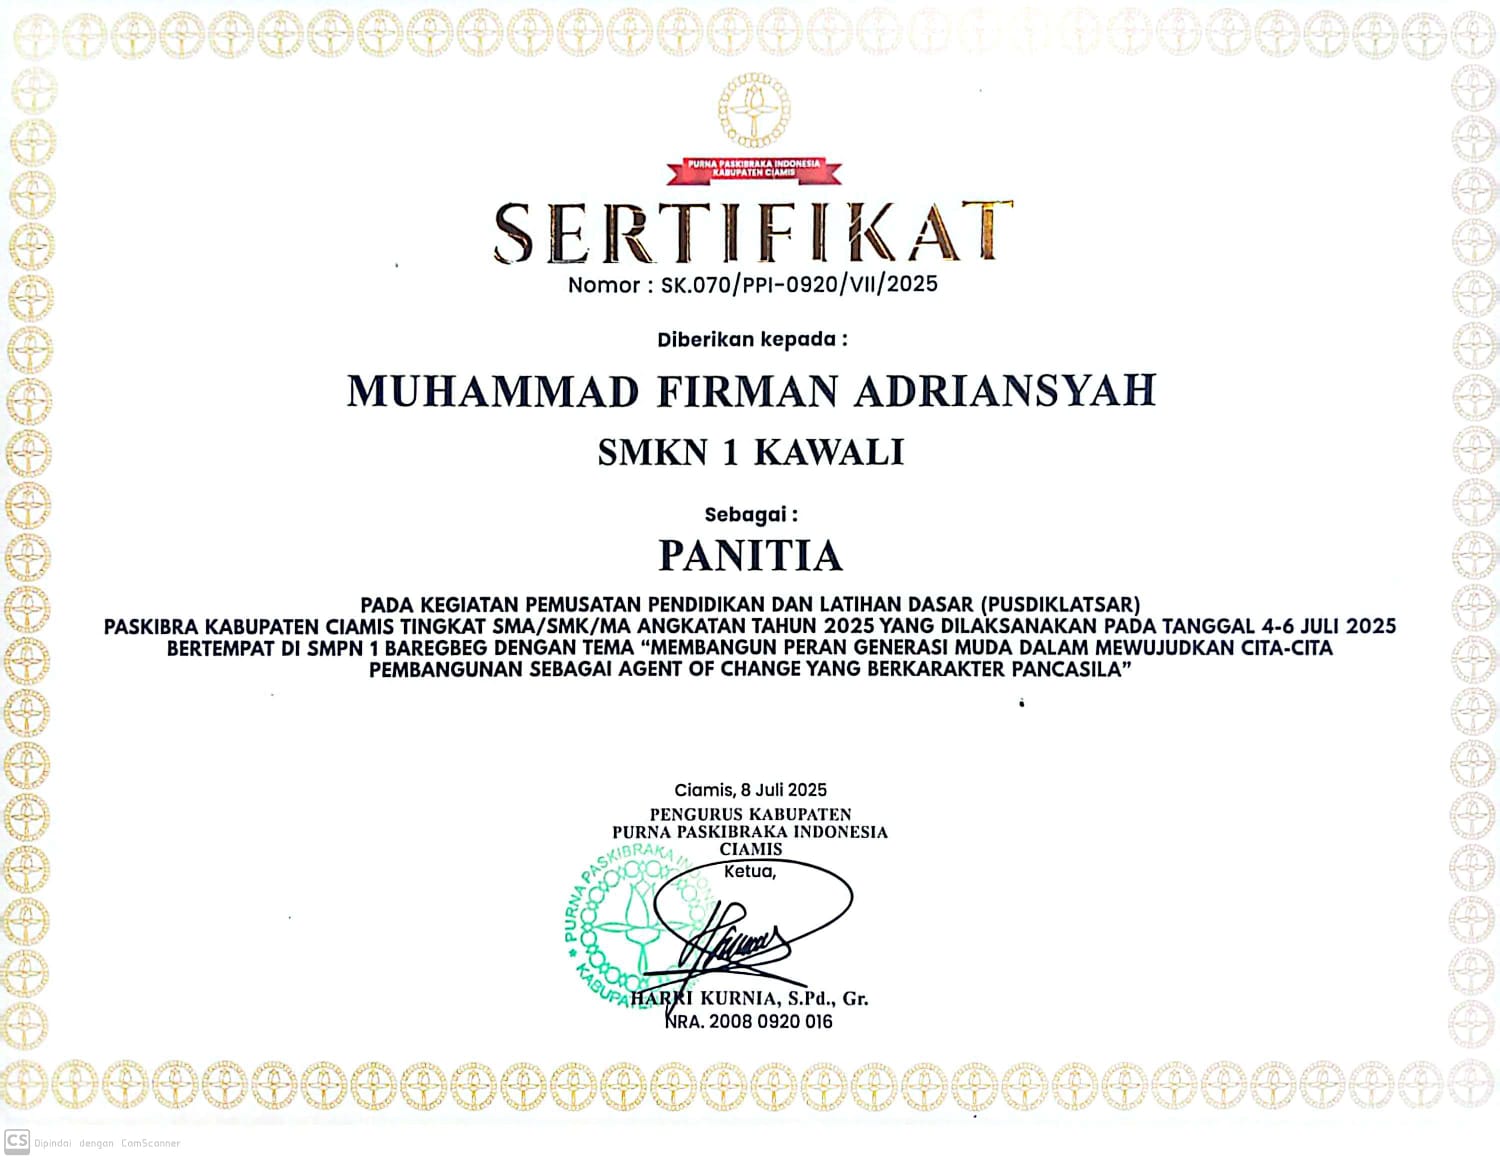 PURNA PASKIBRAKA INDONESIA
KABUPATEN CIAMIS
SERTIFIKAT
Nomor : SK.070/PPI-0920/VII/2025
Diberikan kepada :
MUHAMMAD FIRMAN ADRIANSYAH
SMKN 1 KAWALI
Sebagai :
PANITIA
PADA KEGIATAN PEMUSATAN PENDIDIKAN DAN LATIHAN DASAR (PUSDIKLATSAR)
PASKIBRA KABUPATEN CIAMIS TINGKAT SMA/SMK/MA ANGKATAN TAHUN 2025 YANG DILAKSANAKAN PADA TANGGAL 4-6 JULI 2025
BERTEMPAT DI SMPN 1 BAREGBEG DENGAN TEMA “MEMBANGUN PERAN GENERASI MUDA DALAM MEWUJUDKAN CITA-CITA
PEMBANGUNAN SEBAGAI AGENT OF CHANGE YANG BERKARAKTER PANCASILA”
Ciamis, 8 Juli 2025
PENGURUS KABUPATEN
PURNA PASKIBRAKA INDONESIA
CIAMIS
Ketua,
PURNA PASKIBRAKA
HARRI KURNIA, S.Pd., Gr.
NRA. 2008 0920 016
CS Dipindai dengan ComScanner